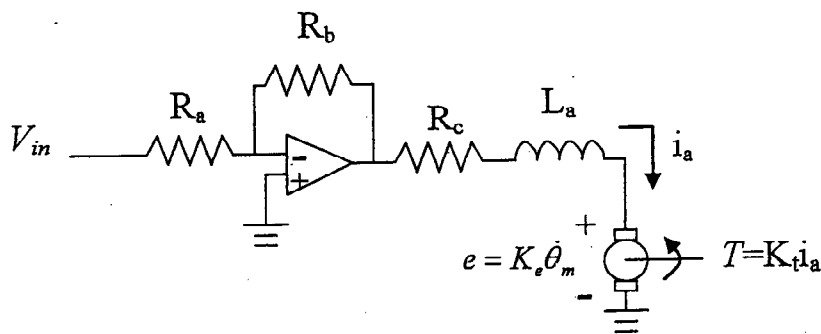 R_b
R_a
L_a
R_c
V_in
i_a
-
+
+
e = K_e θ̇_m
T=K_t i_a
-